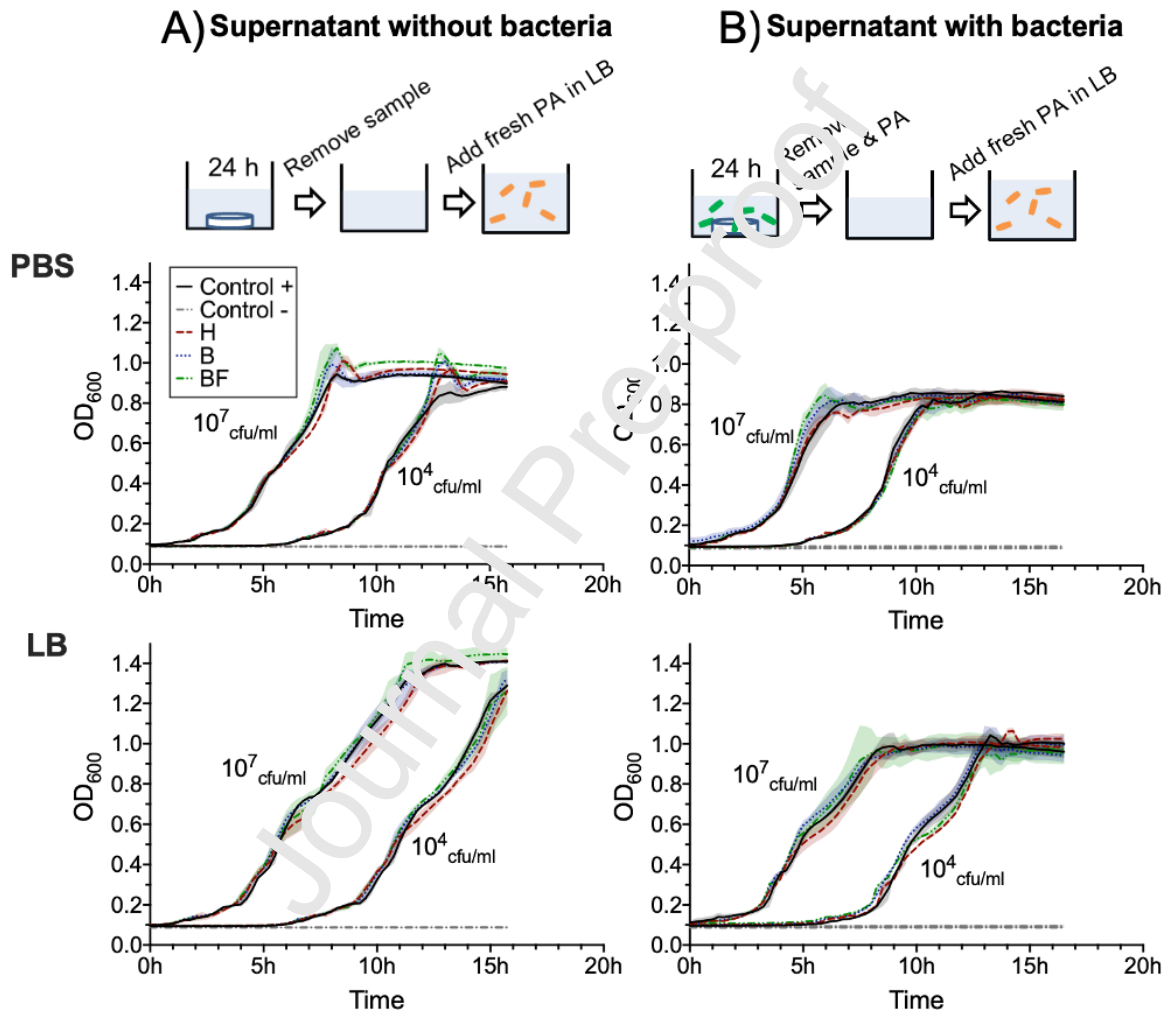 A) Supernatant without bacteria
B) Supernatant with bacteria
24 h
Remove sample
Add fresh PA in LB
24 h
Remove
sample & PA
Add fresh PA in LB
PBS
Control +
Control -
H
B
BF
OD600
1.4
1.2
1.0
0.8
0.6
0.4
0.2
0.0
10^7 cfu/ml
10^4 cfu/ml
0h 5h 10h 15h 20h
Time
1.4
1.2
1.0
0.8
0.6
0.4
0.2
0.0
10^7 cfu/ml
10^4 cfu/ml
0h 5h 10h 15h 20h
Time
LB
OD600
1.4
1.2
1.0
0.8
0.6
0.4
0.2
0.0
10^7 cfu/ml
10^4 cfu/ml
0h 5h 10h 15h 20h
Time
OD600
1.4
1.2
1.0
0.8
0.6
0.4
0.2
0.0
10^7 cfu/ml
10^4 cfu/ml
0h 5h 10h 15h 20h
Time
Journal Pre-proof